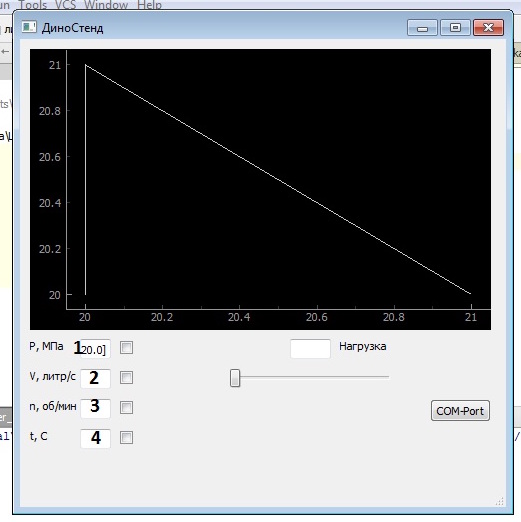 un Tools VCS Window Help
ДиноСтенд
21
20.8
20.6
20.4
20.2
20
20 20.2 20.4 20.6 20.8 21
P, МПа 1 20.0] Нагрузка
V, литр/с 2
n, об/мин 3
COM-Port
t, C 4